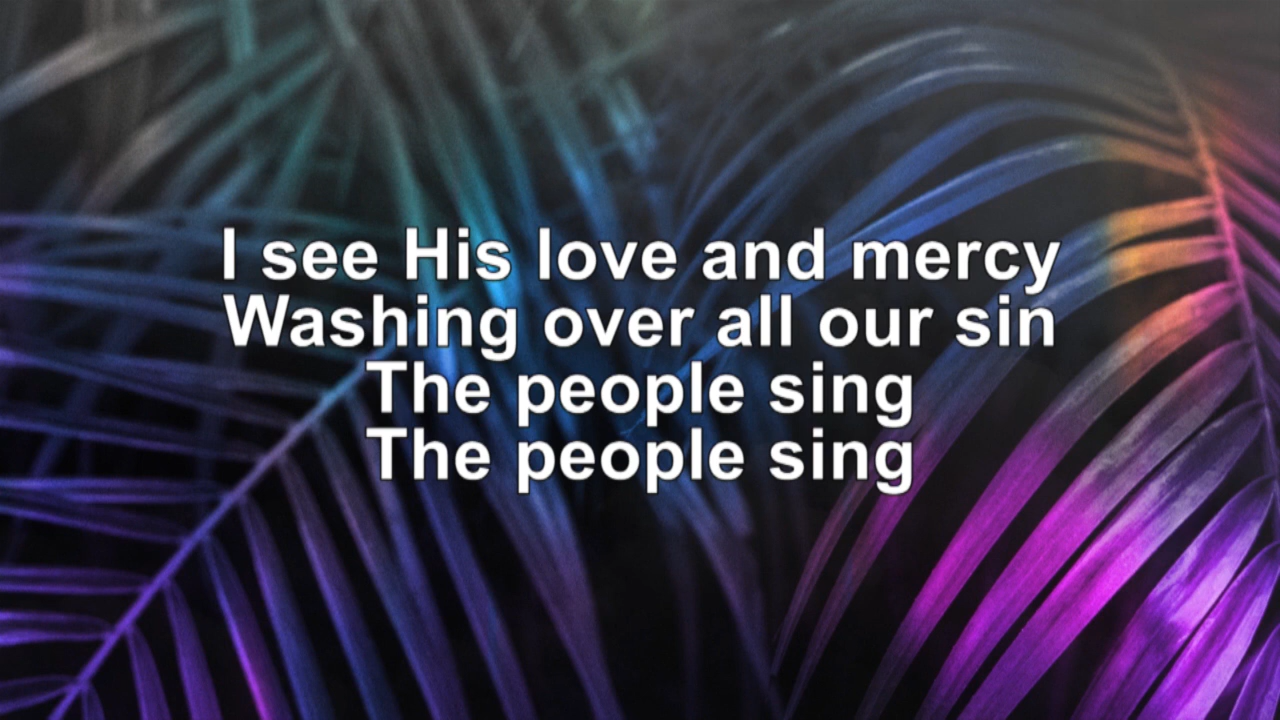 I see His love and mercy
Washing over all our sin
The people sing
The people sing